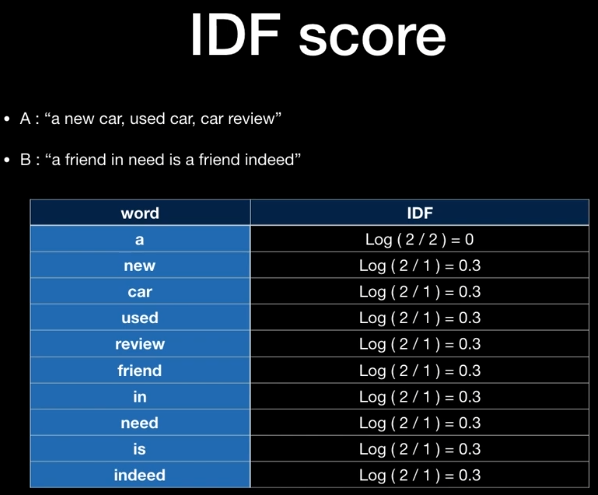 IDF score
• A : “a new car, used car, car review”
• B : “a friend in need is a friend indeed”
word IDF
a Log ( 2 / 2 ) = 0
new Log ( 2 / 1 ) = 0.3
car Log ( 2 / 1 ) = 0.3
used Log ( 2 / 1 ) = 0.3
review Log ( 2 / 1 ) = 0.3
friend Log ( 2 / 1 ) = 0.3
in Log ( 2 / 1 ) = 0.3
need Log ( 2 / 1 ) = 0.3
is Log ( 2 / 1 ) = 0.3
indeed Log ( 2 / 1 ) = 0.3